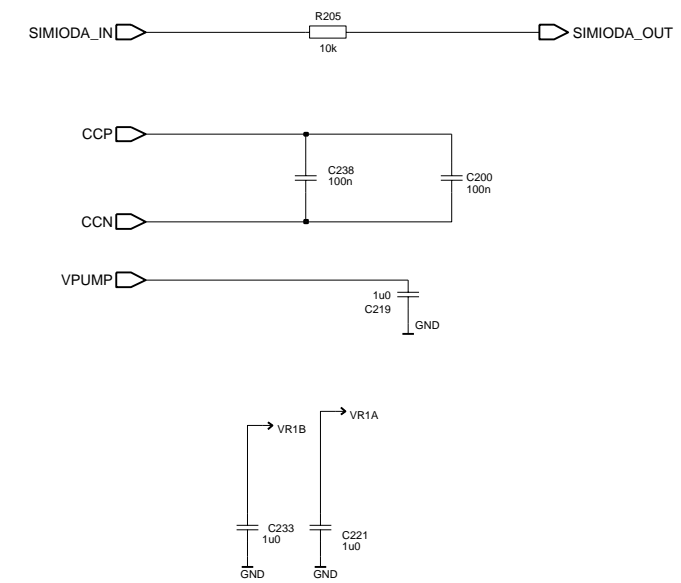 R205
SIMIODA_IN
SIMIODA_OUT
10k
CCP
C238
100n
C200
100n
CCN
VPUMP
1u0
C219
GND
VR1A
VR1B
C233
1u0
C221
1u0
GND
GND